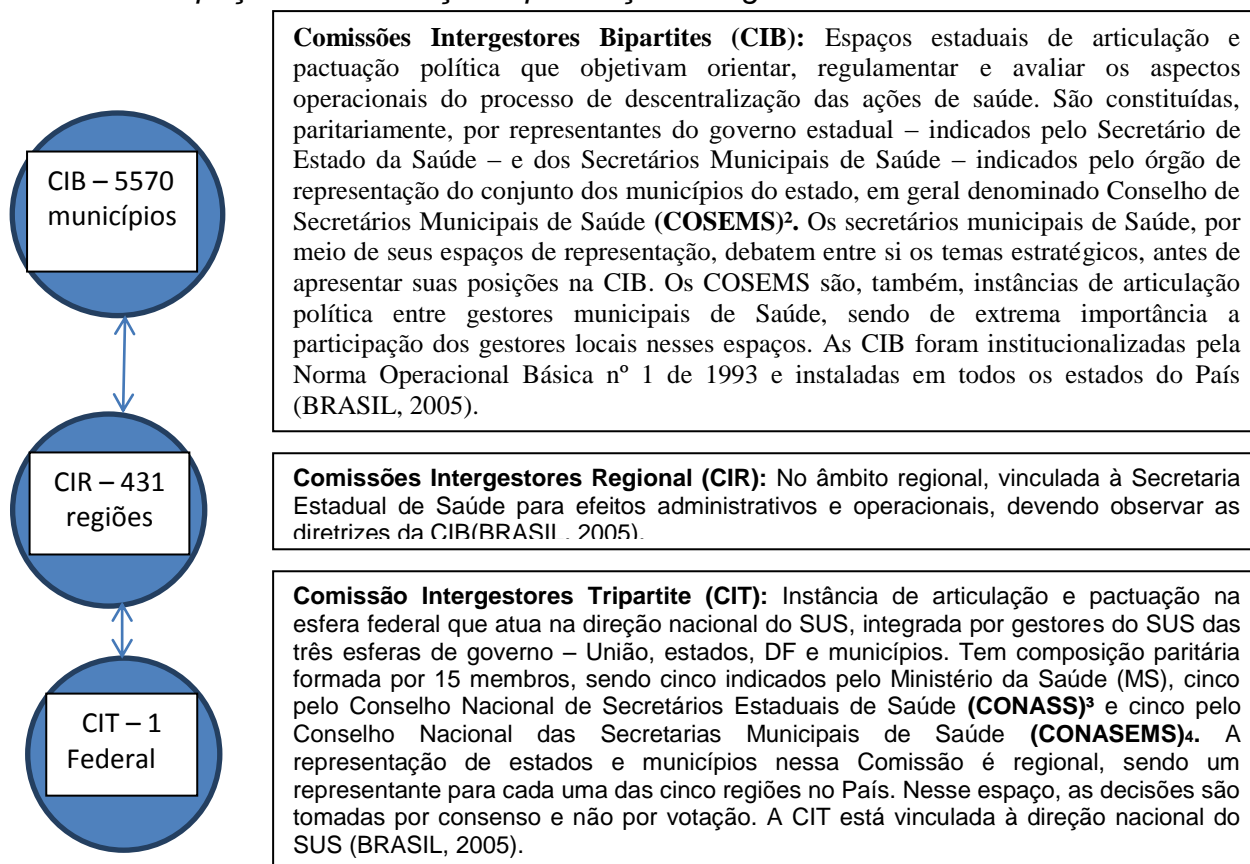 CIB – 5570
municípios
Comissões Intergestores Bipartites (CIB): Espaços estaduais de articulação e
pactuação política que objetivam orientar, regulamentar e avaliar os aspectos
operacionais do processo de descentralização das ações de saúde. São constituídas,
paritariamente, por representantes do governo estadual – indicados pelo Secretário de
Estado da Saúde – e dos Secretários Municipais de Saúde – indicados pelo órgão de
representação do conjunto dos municípios do estado, em geral denominado Conselho de
Secretários Municipais de Saúde (COSEMS)². Os secretários municipais de Saúde, por
meio de seus espaços de representação, debatem entre si os temas estratégicos, antes de
apresentar suas posições na CIB. Os COSEMS são, também, instâncias de articulação
política entre gestores municipais de Saúde, sendo de extrema importância a
participação dos gestores locais nesses espaços. As CIB foram institucionalizadas pela
Norma Operacional Básica nº 1 de 1993 e instaladas em todos os estados do País
(BRASIL, 2005).
CIR – 431
regiões
Comissões Intergestores Regional (CIR): No âmbito regional, vinculada à Secretaria
Estadual de Saúde para efeitos administrativos e operacionais, devendo observar as
diretrizes da CIB(BRASIL, 2005).
CIT – 1
Federal
Comissão Intergestores Tripartite (CIT): Instância de articulação e pactuação na
esfera federal que atua na direção nacional do SUS, integrada por gestores do SUS das
três esferas de governo – União, estados, DF e municípios. Tem composição paritária
formada por 15 membros, sendo cinco indicados pelo Ministério da Saúde (MS), cinco
pelo Conselho Nacional de Secretários Estaduais de Saúde (CONASS)³ e cinco pelo
Conselho Nacional das Secretarias Municipais de Saúde (CONASEMS)₄. A
representação de estados e municípios nessa Comissão é regional, sendo um
representante para cada uma das cinco regiões no País. Nesse espaço, as decisões são
tomadas por consenso e não por votação. A CIT está vinculada à direção nacional do
SUS (BRASIL, 2005).